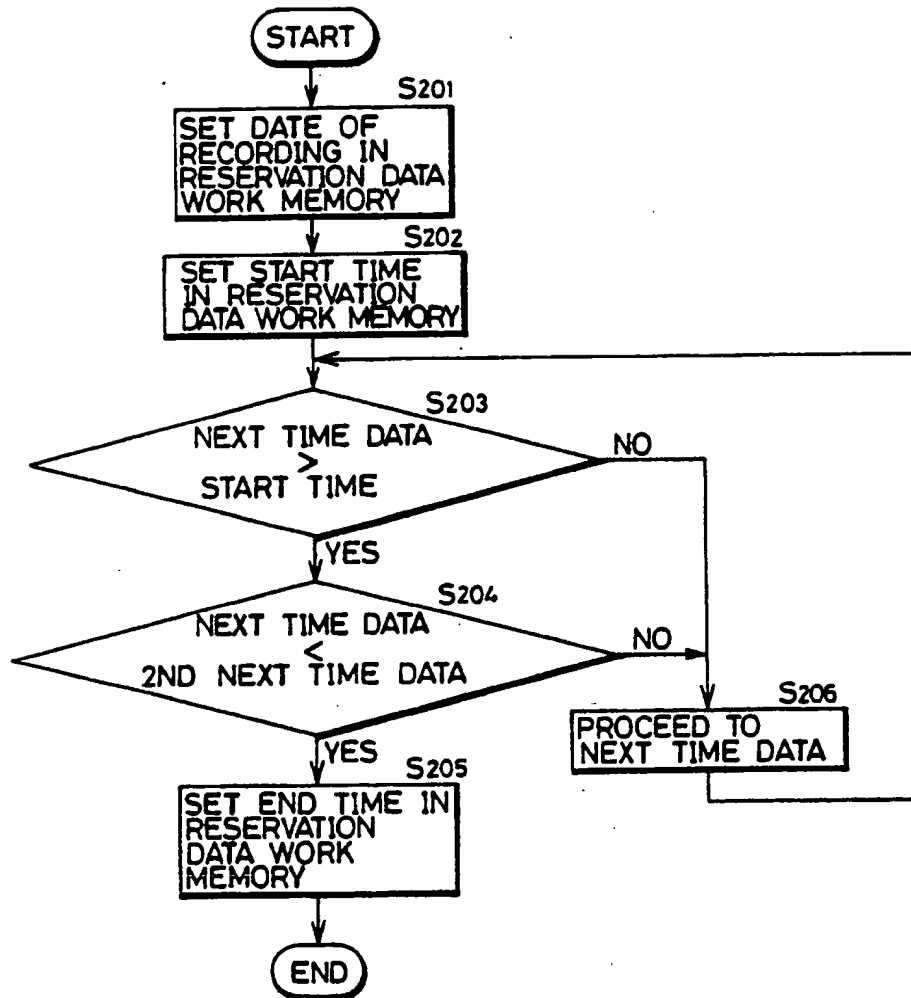 START
S201
SET DATE OF
RECORDING IN
RESERVATION DATA
WORK MEMORY
S202
SET START TIME
IN RESERVATION
DATA WORK MEMORY
S203
NEXT TIME DATA
>
START TIME
NO
YES
S204
NEXT TIME DATA
<
2ND NEXT TIME DATA
NO
YES
S206
PROCEED TO
NEXT TIME DATA
S205
SET END TIME IN
RESERVATION
DATA WORK
MEMORY
END